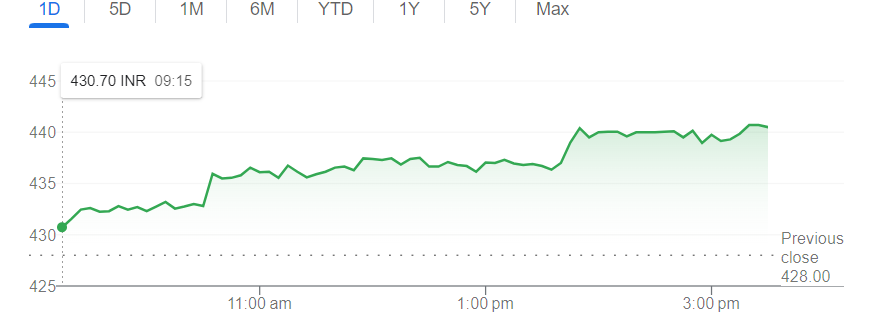 1D 5D 1M 6M YTD 1Y 5Y Max
445 430.70 INR 09:15
440
435
430
Previous
close
428.00
425
11:00 am 1:00 pm 3:00 pm